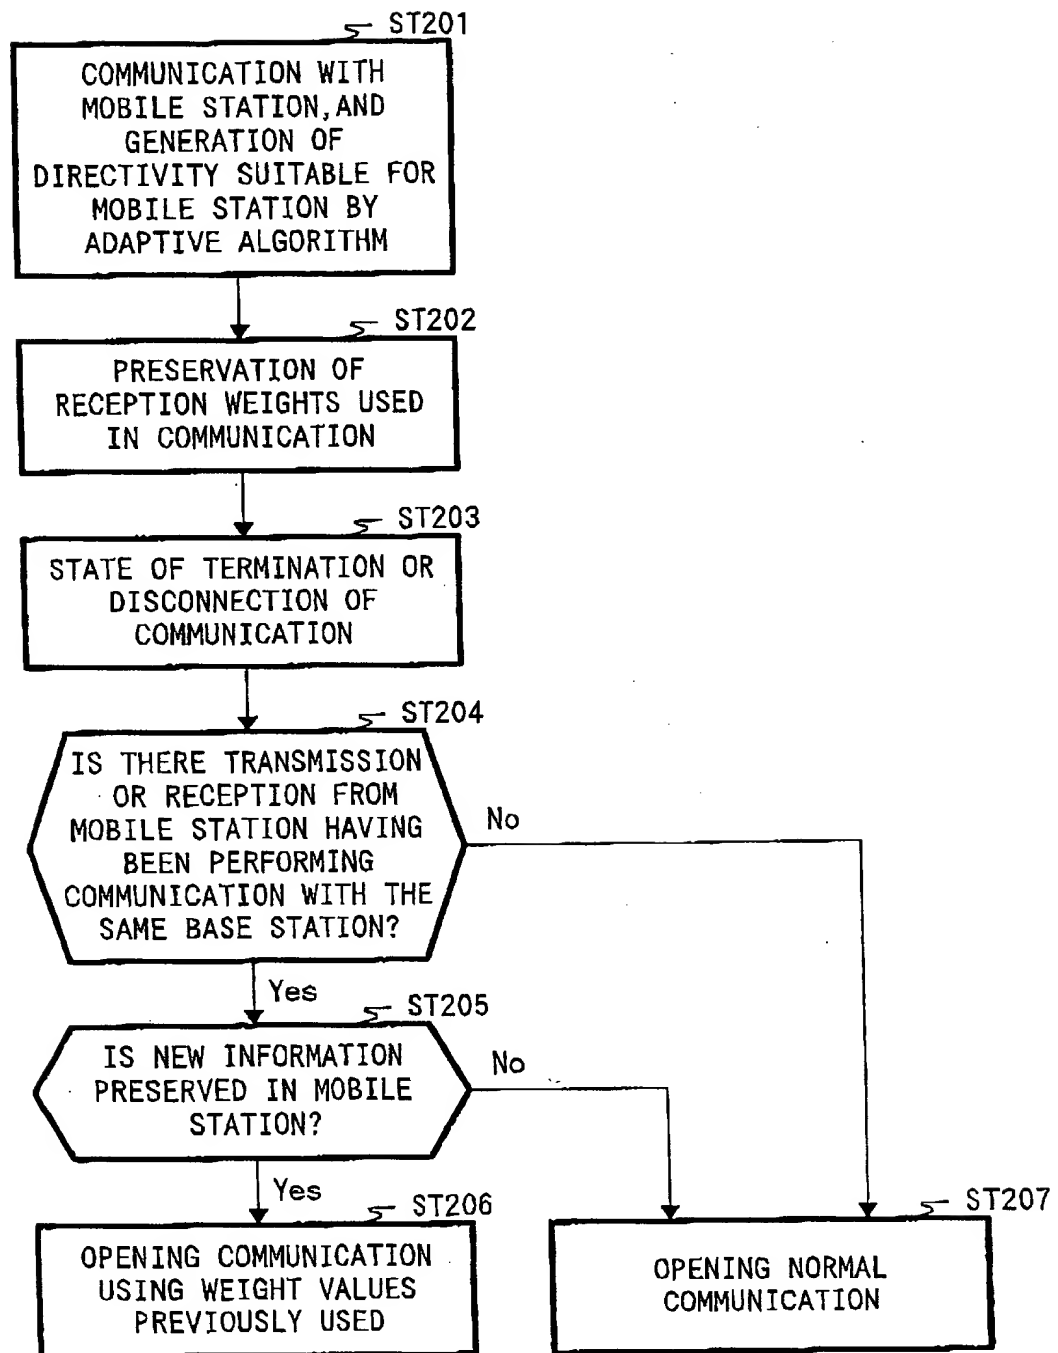 ST201
COMMUNICATION WITH
MOBILE STATION,AND
GENERATION OF
DIRECTIVITY SUITABLE FOR
MOBILE STATION BY
ADAPTIVE ALGORITHM
ST202
PRESERVATION OF
RECEPTION WEIGHTS USED
IN COMMUNICATION
ST203
STATE OF TERMINATION OR
DISCONNECTION OF
COMMUNICATION
ST204
IS THERE TRANSMISSION
OR RECEPTION FROM
MOBILE STATION HAVING
BEEN PERFORMING
COMMUNICATION WITH THE
SAME BASE STATION?
No
Yes
ST205
IS NEW INFORMATION
PRESERVED IN MOBILE
STATION?
No
Yes
ST206
OPENING COMMUNICATION
USING WEIGHT VALUES
PREVIOUSLY USED
ST207
OPENING NORMAL
COMMUNICATION